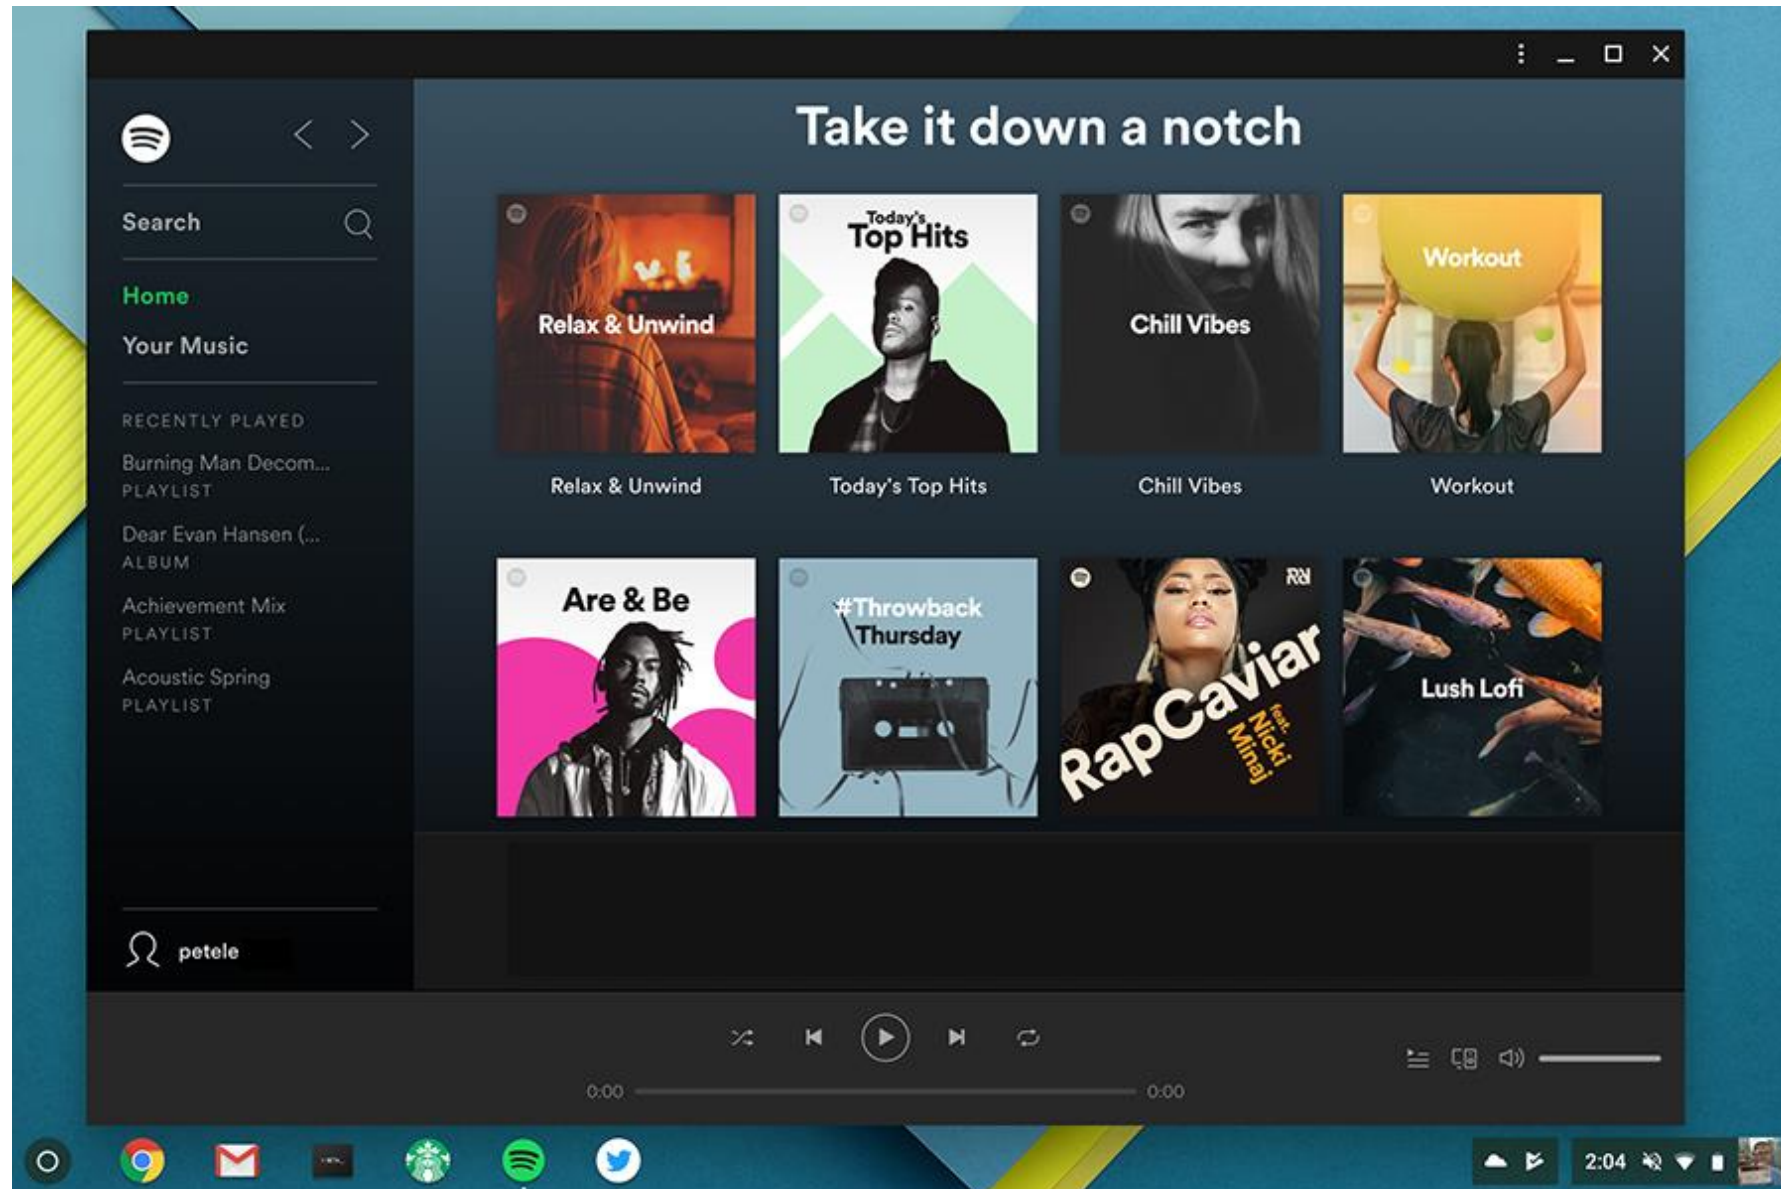 Take it down a notch
Search
Home
Your Music
RECENTLY PLAYED
Burning Man Decom...
PLAYLIST
Dear Evan Hansen (...
ALBUM
Achievement Mix
PLAYLIST
Acoustic Spring
PLAYLIST
petele
Relax & Unwind
Today's
Top Hits
Chill Vibes
Workout
Relax & Unwind
Today's Top Hits
Chill Vibes
Workout
Are & Be
#Throwback
Thursday
RapCaviar
feat.
Nicki
Minaj
Lush Lofi
0:00
0:00
2:04